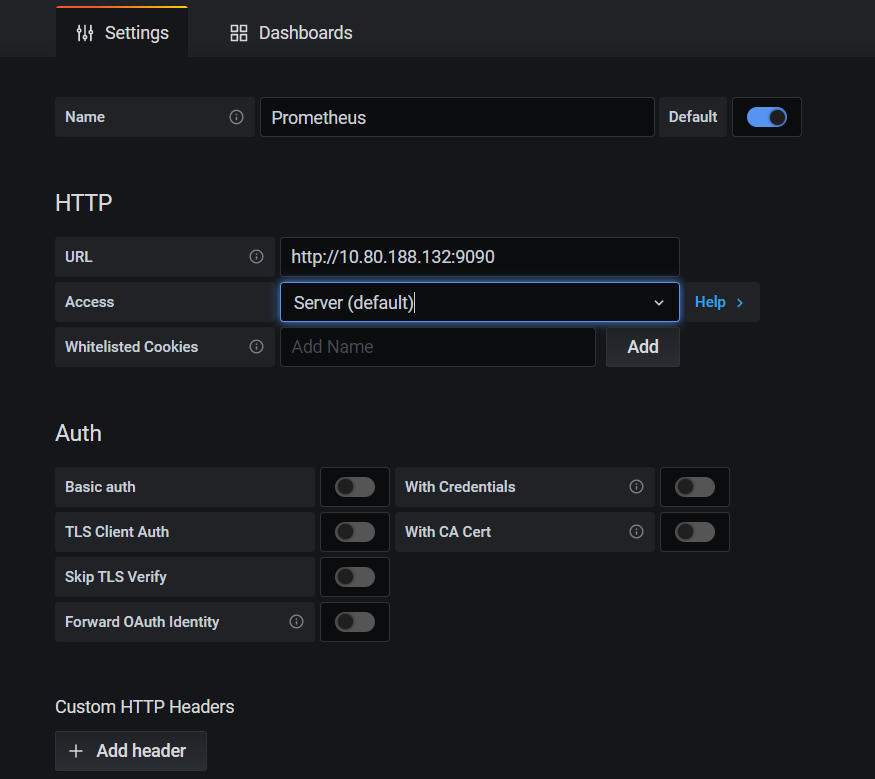 Settings Dashboards
Name Prometheus Default
HTTP
URL http://10.80.188.132:9090
Access Server (default) Help
Whitelisted Cookies Add Name Add
Auth
Basic auth With Credentials
TLS Client Auth With CA Cert
Skip TLS Verify
Forward OAuth Identity
Custom HTTP Headers
+ Add header